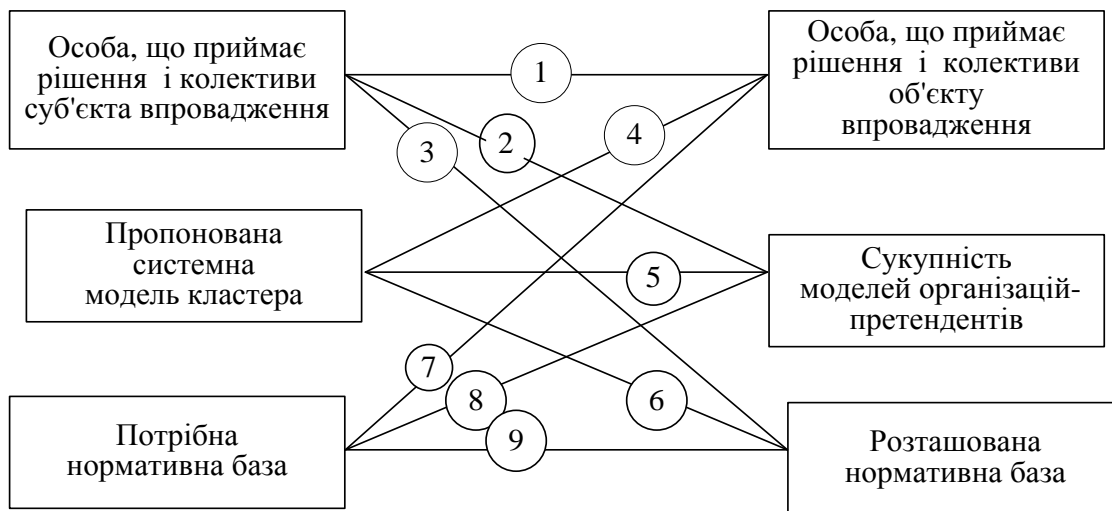 Особа, що приймає
рішення і колективи
суб'єкта впровадження
Особа, що приймає
рішення і колективи
об'єкту
впровадження
1
2
3
4
Пропонована
системна
модель кластера
5
Сукупність
моделей організацій-
претендентів
7
8
6
9
Потрібна
нормативна база
Розташована
нормативна база